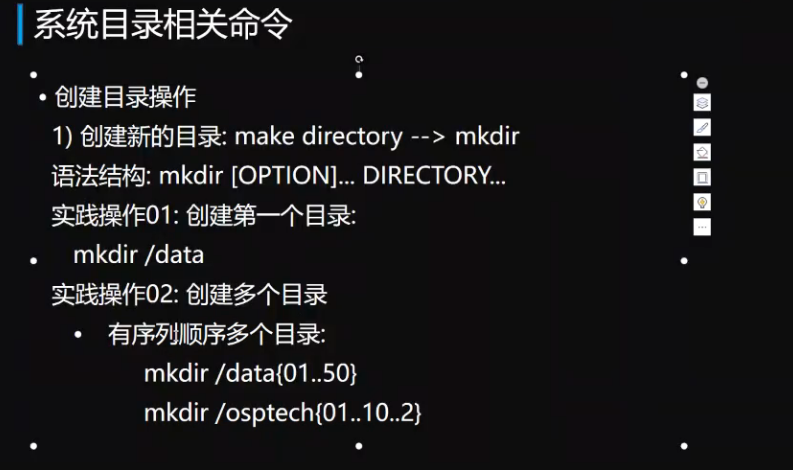 系统目录相关命令
• 创建目录操作
1) 创建新的目录: make directory --> mkdir
语法结构: mkdir [OPTION]... DIRECTORY...
实践操作01: 创建第一个目录:
mkdir /data
实践操作02: 创建多个目录
• 有序列顺序多个目录:
mkdir /data{01..50}
mkdir /osptech{01..10..2}